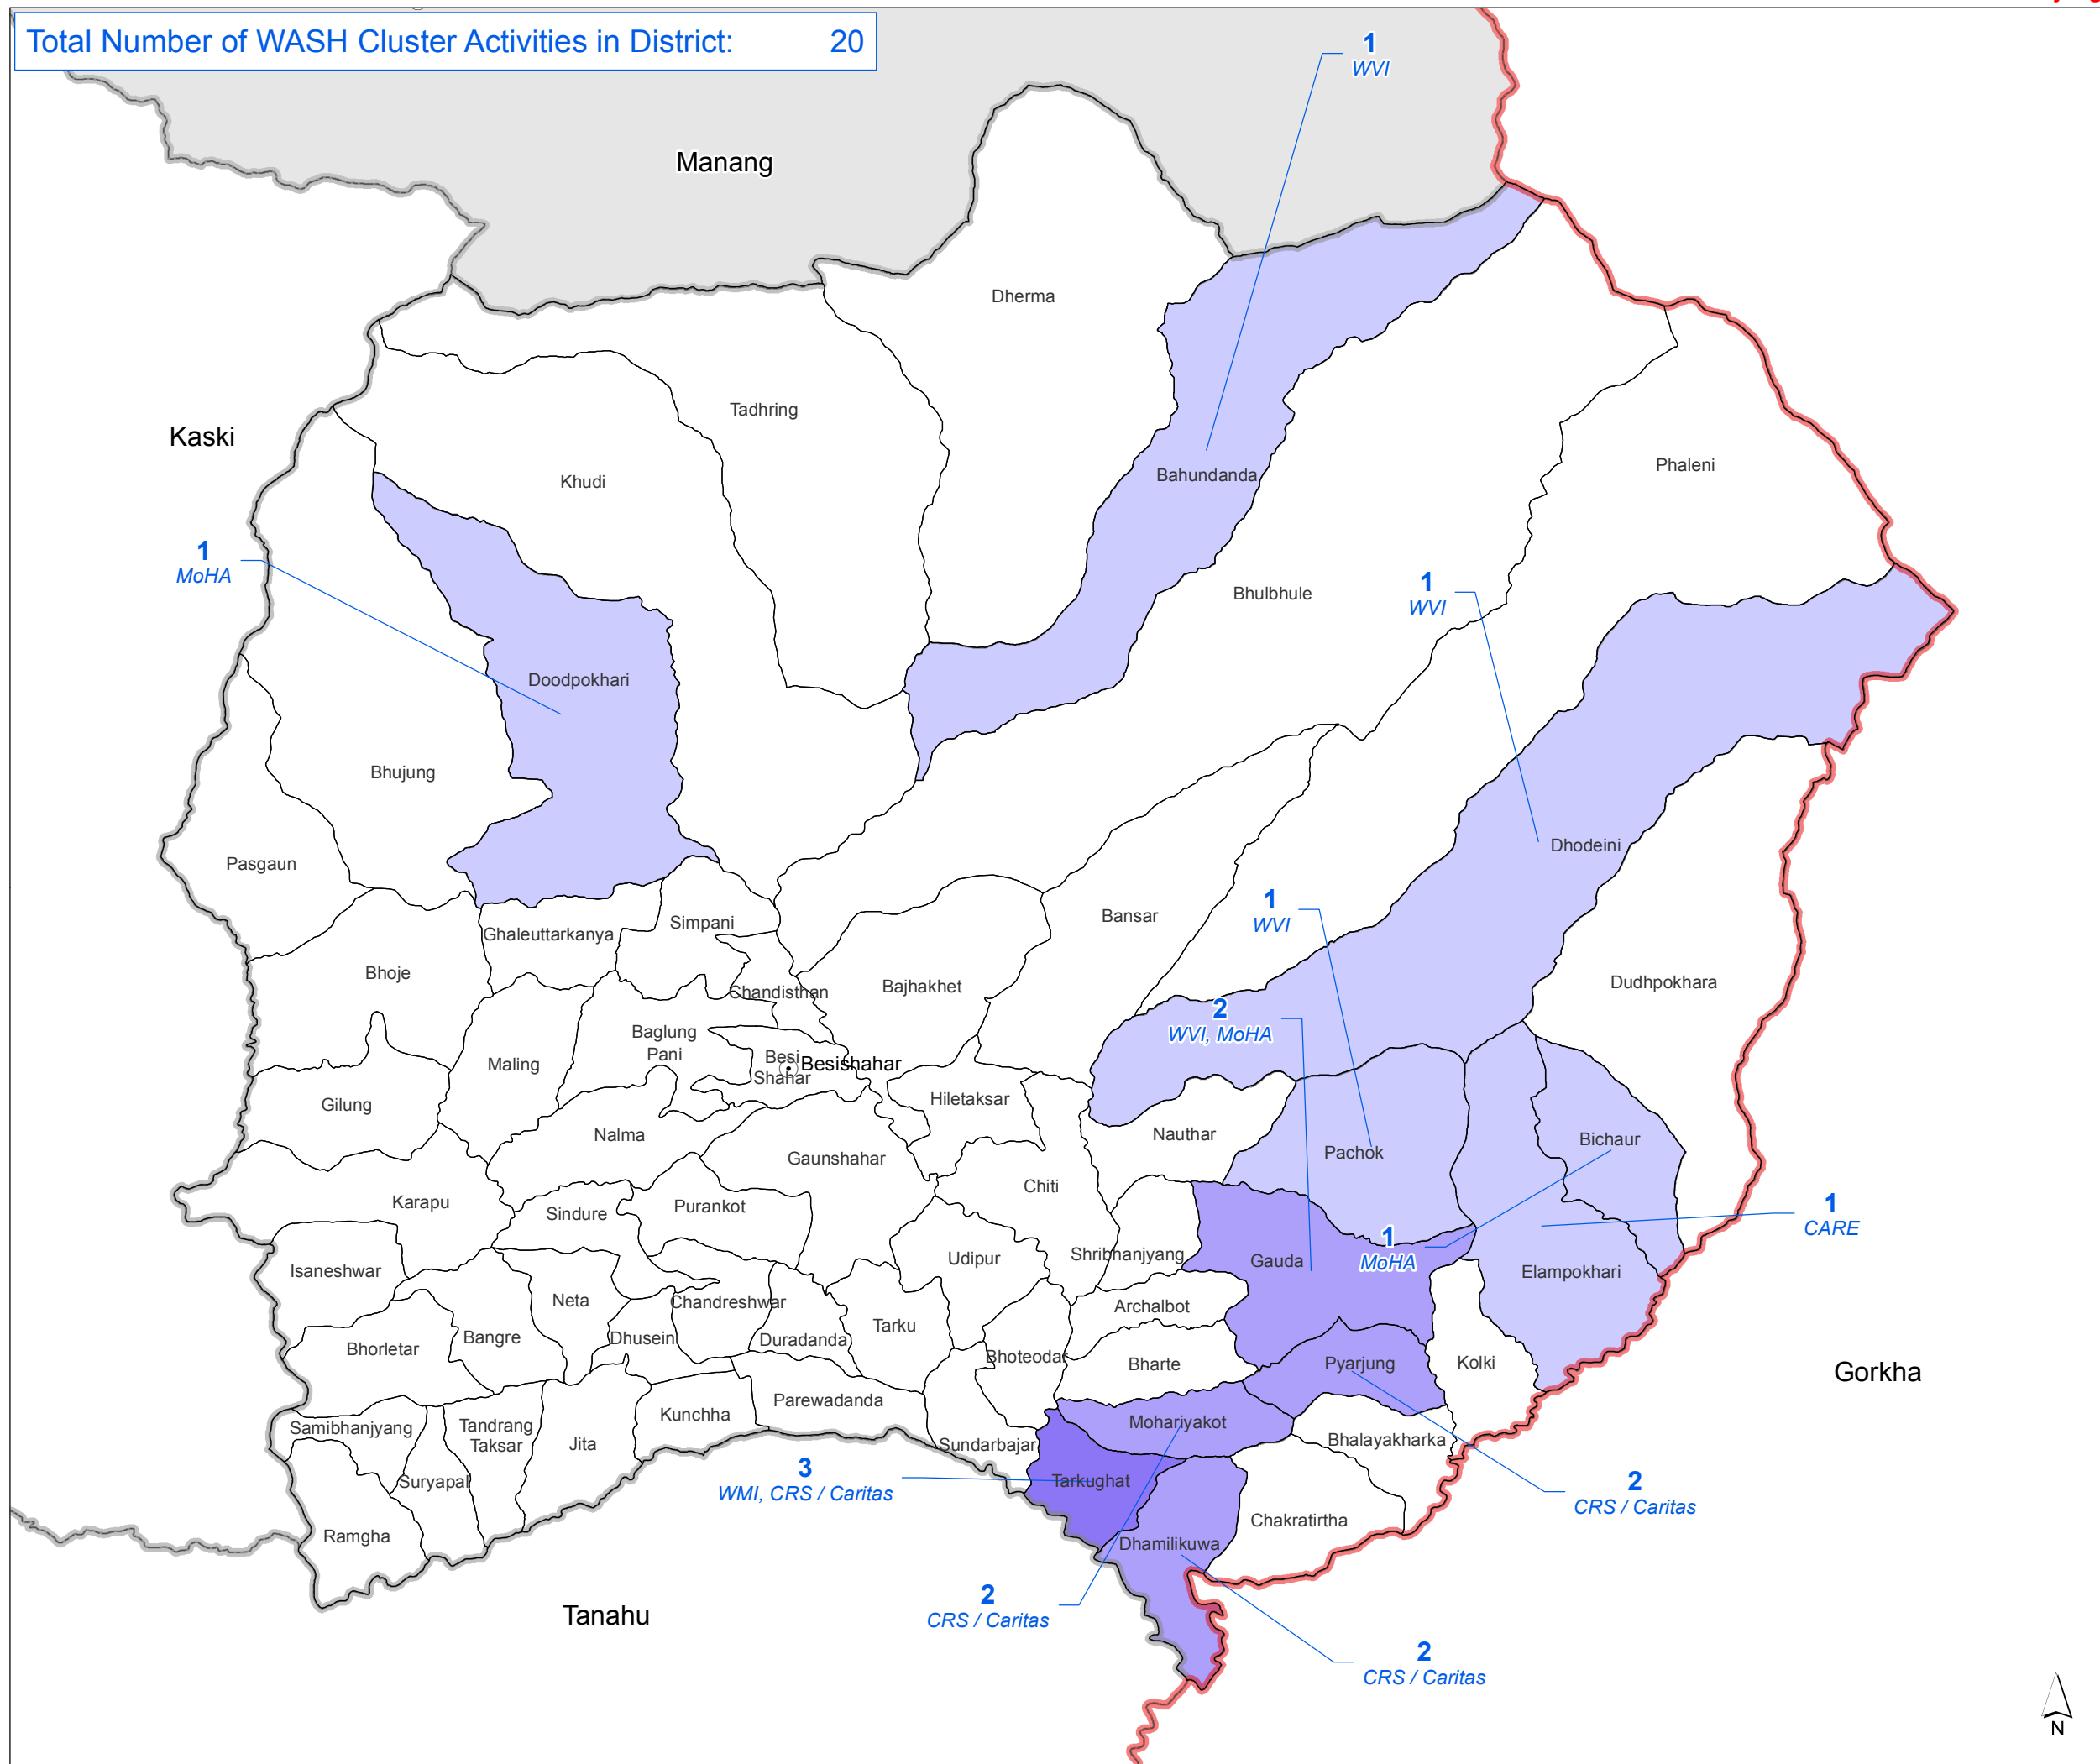 Total Number of WASH Cluster Activities in District: 20
1
WVI
Manang
Dherma
Tadhring
Kaski
Phaleni
Bahundanda
Khudi
1
MoHA
1
WVI
Bhulbhule
Doodpokhari
Bhujung
Dhodeini
Pasgaun
1
WVI
Bansar
Simpani
Ghaleuttarkanya
Bhoje
Bajhakhet
Chandisthan
Dudhpokhara
2
WVI, MoHA
Baglung
Pani
Maling
Besi
Shahar
Besishahar
Gilung
Hiletaksar
Nalma
Nauthar
Bichaur
Pachok
Gaunshahar
Chiti
Karapu
Purankot
Sindure
1
CARE
1
MoHA
Shribhanjyang
Udipur
Gauda
Isaneshwar
Elampokhari
Neta
Chandreshwar
Archalbot
Tarku
Bangre
Dhuseini
Duradanda
Bhorletar
Bhoteodar
Bharte
Pyarjung
Kolki
Gorkha
Parewadanda
Kunchha
Mohariyakot
Samibhanjyang
Tandrang
Taksar
Jita
Sundarbajar
Bhalayakharka
3
WMI, CRS / Caritas
Tarkughat
Suryapal
2
CRS / Caritas
Chakratirtha
Ramgha
Dhamilikuwa
2
CRS / Caritas
Tanahu
2
CRS / Caritas
N